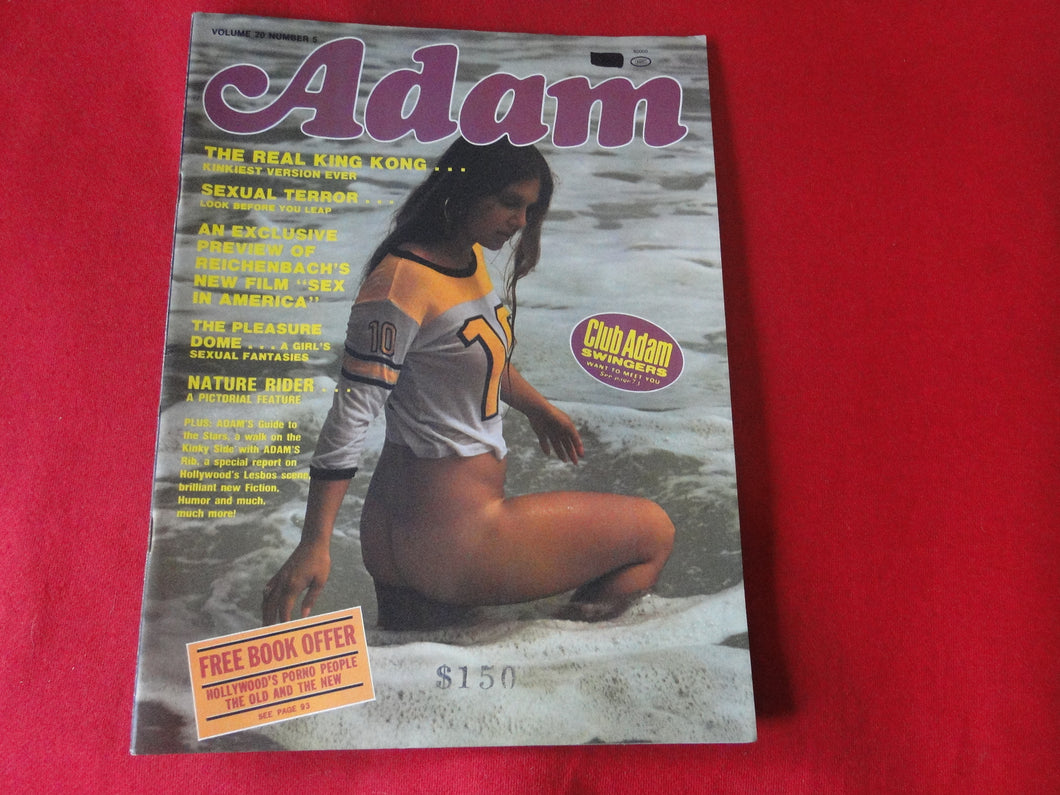 VOLUME 20 NUMBER 5
Adam
THE REAL KING KONG . . .
KINKIEST VERSION EVER
SEXUAL TERROR . . .
LOOK BEFORE YOU LEAP
AN EXCLUSIVE
PREVIEW OF
REICHENBACH'S
NEW FILM "SEX
IN AMERICA"
THE PLEASURE
DOME . . . A GIRL'S
SEXUAL FANTASIES
NATURE RIDER . . .
A PICTORIAL FEATURE
PLUS: ADAM'S Guide to
the Stars, a walk on the
Kinky Side with ADAM'S
Rib, a special report on
Hollywood's Lesbos scene,
brilliant new Fiction,
Humor and much,
much more!
10
10
Club Adam
SWINGERS
WANT TO MEET YOU
See page 71
FREE BOOK OFFER
HOLLYWOOD'S PORNO PEOPLE
THE OLD AND THE NEW
SEE PAGE 93
$150